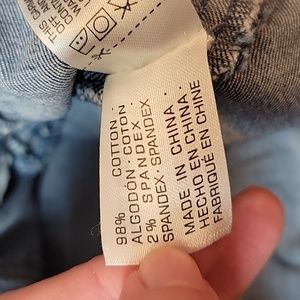 98% COTTON
ALGODÓN · COTON
2% SPANDEX
SPANDEX · SPANDEX
MADE IN CHINA ·
HECHO EN CHINA ·
FABRIQUÉ EN CHINE